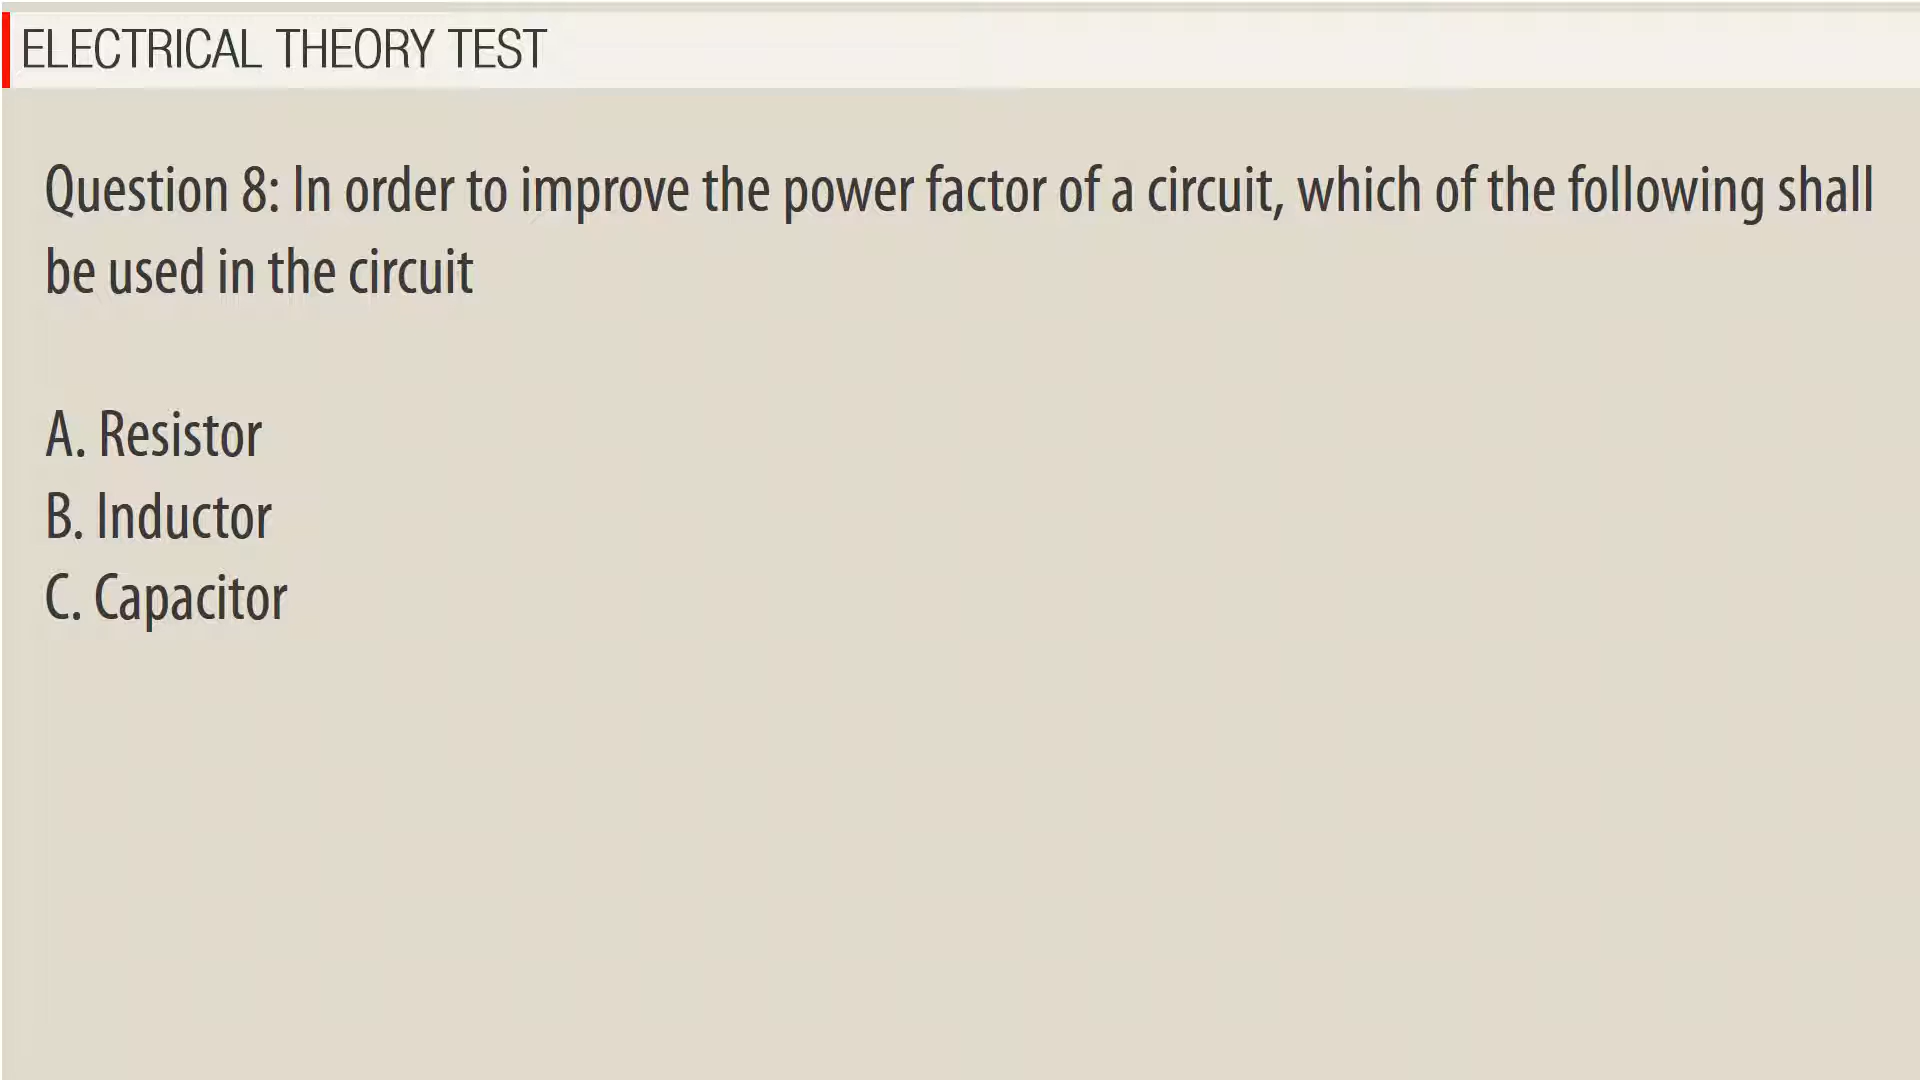 ELECTRICAL THEORY TEST
Question 8: In order to improve the power factor of a circuit, which of the following shall
be used in the circuit
A. Resistor
B. Inductor
C. Capacitor